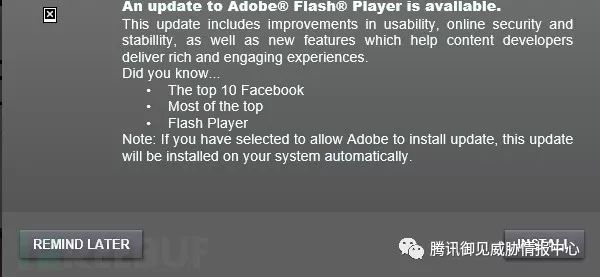 An update to Adobe® Flash® Player is available.
This update includes improvements in usability, online security and
stabillity, as well as new features which help content developers
deliver rich and engaging experiences.
Did you know...
• The top 10 Facebook
• Most of the top
• Flash Player
Note: If you have selected to allow Adobe to install update, this update
will be installed on your system automatically.
REMIND LATER
INSTALL
腾讯御见威胁情报中心